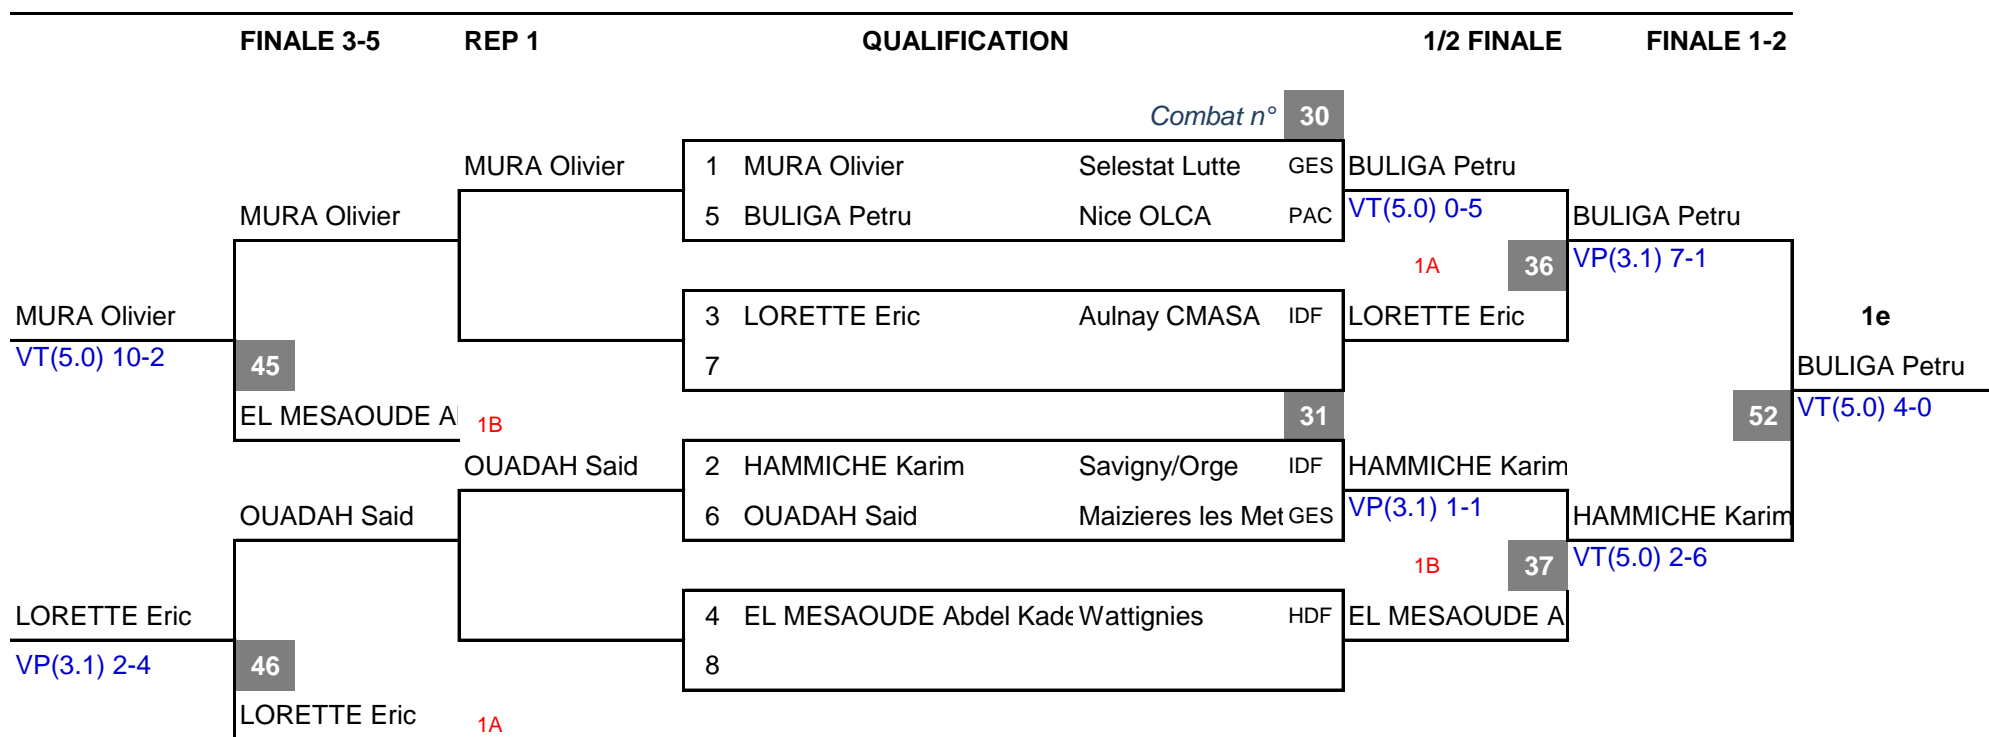 FINALE 3-5 REP 1 QUALIFICATION 1/2 FINALE FINALE 1-2
Combat n° 30
MURA Olivier 1 MURA Olivier Selestat Lutte GES BULIGA Petru
MURA Olivier 5 BULIGA Petru Nice OLCA PAC VT(5.0) 0-5 BULIGA Petru
1A 36 VP(3.1) 7-1
MURA Olivier 3 LORETTE Eric Aulnay CMASA IDF LORETTE Eric 1e
VT(5.0) 10-2 45 7 BULIGA Petru
EL MESAOUDE A 1B 31 52 VT(5.0) 4-0
OUADAH Said 2 HAMMICHE Karim Savigny/Orge IDF HAMMICHE Karim
OUADAH Said 6 OUADAH Said Maizieres les Met GES VP(3.1) 1-1 HAMMICHE Karim
1B 37 VT(5.0) 2-6
LORETTE Eric 4 EL MESAOUDE Abdel Kade Wattignies HDF EL MESAOUDE A
VP(3.1) 2-4 46 8
LORETTE Eric 1A